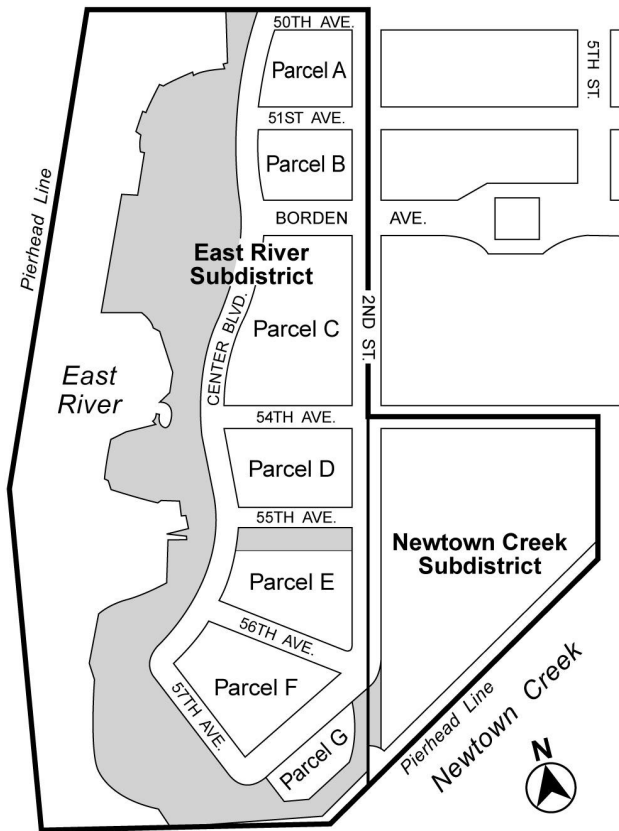 50TH AVE.
Parcel A
5TH ST.
51ST AVE.
Parcel B
Pierhead Line
BORDEN AVE.
East River
Subdistrict
2ND ST.
CENTER BLVD.
Parcel C
East
River
54TH AVE.
Parcel D
55TH AVE.
Newtown Creek
Subdistrict
Parcel E
56TH AVE.
Parcel F
57TH AVE.
Parcel G
Pierhead Line
Newtown Creek
N